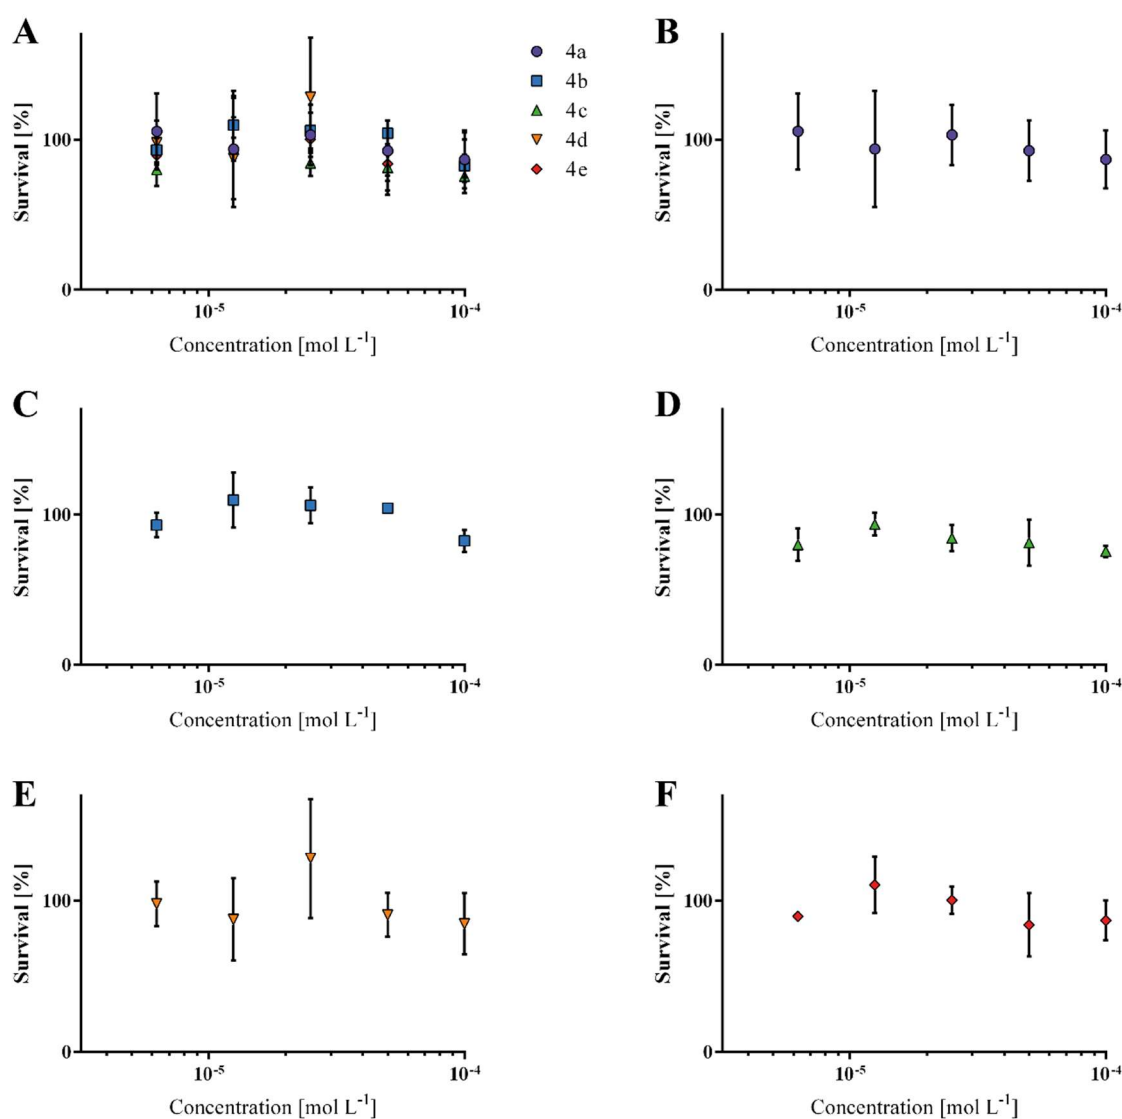 A
Survival [%]
100
0
10-5
10-4
Concentration [mol L-1]
4a
4b
4c
4d
4e
B
Survival [%]
100
0
10-5
10-4
Concentration [mol L-1]
C
Survival [%]
100
0
10-5
10-4
Concentration [mol L-1]
D
Survival [%]
100
0
10-5
10-4
Concentration [mol L-1]
E
Survival [%]
100
0
10-5
10-4
Concentration [mol L-1]
F
Survival [%]
100
0
10-5
10-4
Concentration [mol L-1]